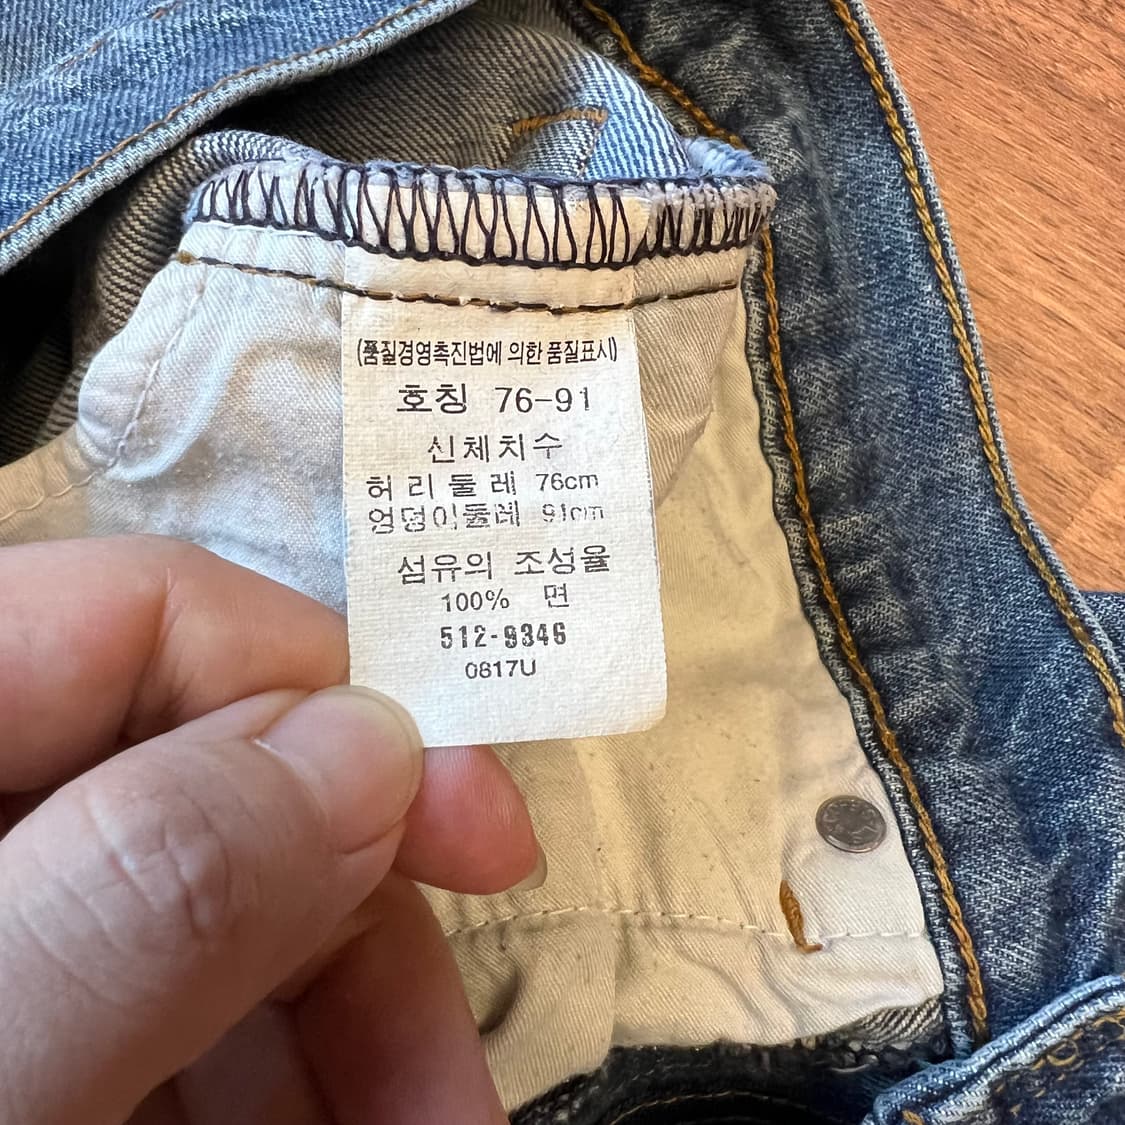 (품질경영촉진법에 의한 품질표시)
호칭 76-91
신체치수
허리둘레 76cm
엉덩이둘레 91cm
섬유의 조성율
100% 면
512-9346
0817U